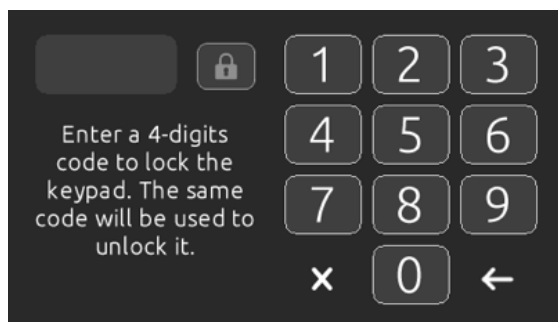 1 2 3
Enter a 4-digits
code to lock the
keypad. The same
code will be used to
unlock it.
4 5 6
7 8 9
0